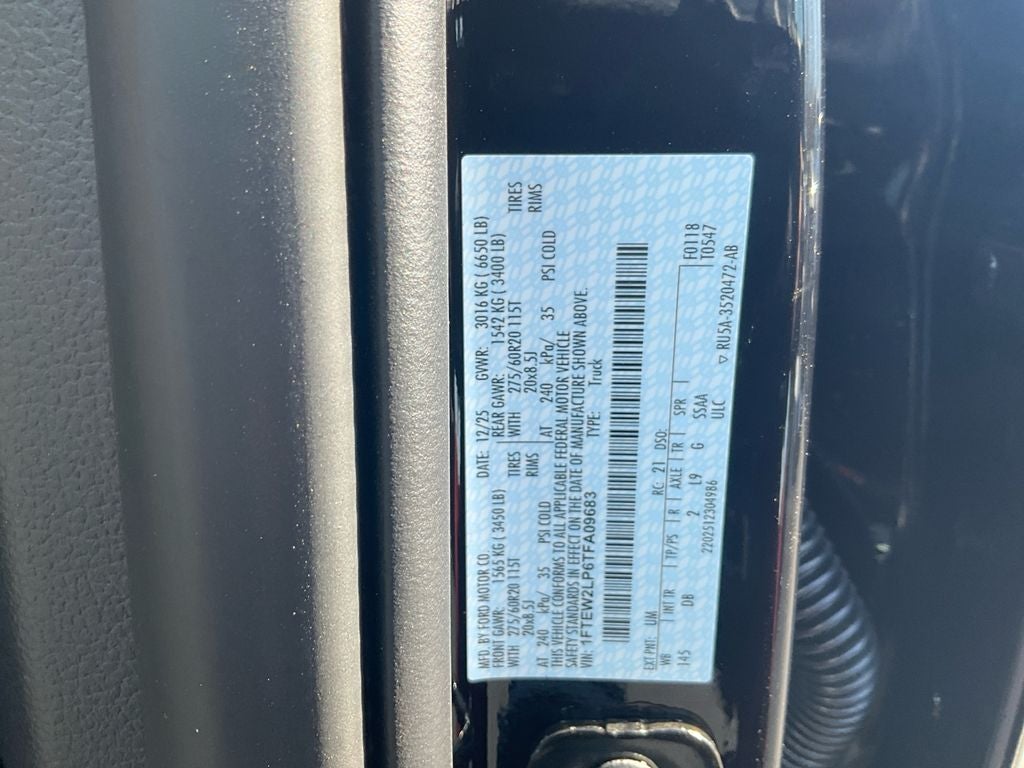 MFD. BY FORD MOTOR CO. DATE: 12/25 GVWR: 3016 KG ( 6650 LB)
FRONT GAWR: 1565 KG ( 3450 LB) REAR GAWR: 1542 KG ( 3400 LB)
WITH 275/60R20 115T TIRES WITH 275/60R20 115T TIRES
20x8.5J RIMS 20x8.5J RIMS
AT 240 kPa/ 35 PSI COLD AT 240 kPa/ 35 PSI COLD
THIS VEHICLE CONFORMS TO ALL APPLICABLE FEDERAL MOTOR VEHICLE
SAFETY STANDARDS IN EFFECT ON THE DATE OF MANUFACTURE SHOWN ABOVE.
VIN: 1FTEW2LP6TFA09683 TYPE: Truck
EXT PNT: UM RC: 21 DSO: F0118
WB INT TR TP/PS R AXLE TR SPR T0547
145 DB 2 L9 G SSAA
2202512304986 ULC ▽ RU5A-3520472-AB